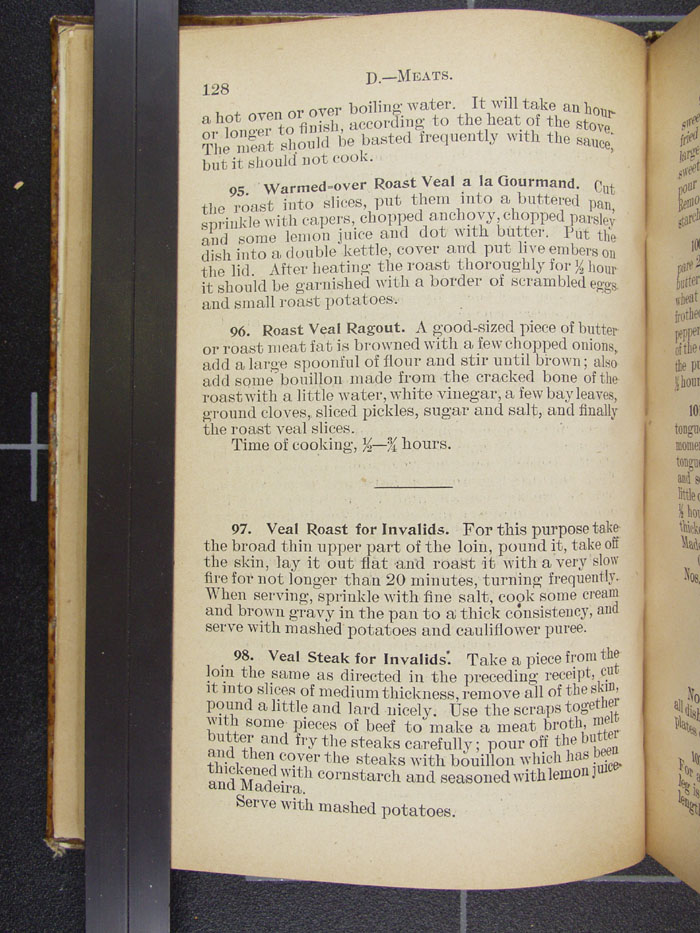 128
D.—MEATS.
a hot oven or over boiling water. It will take an hour
or longer to finish, according to the heat of the stove.
The meat should be basted frequently with the sauce,
but it should not cook.
95. Warmed-over Roast Veal a la Gourmand. Cut
the roast into slices, put them into a buttered pan,
sprinkle with capers, chopped anchovy, chopped parsley
and some lemon juice and dot with butter. Put the
dish into a double kettle, cover and put live embers on
the lid. After heating the roast thoroughly for ½ hour
it should be garnished with a border of scrambled eggs
and small roast potatoes.
96. Roast Veal Ragout. A good-sized piece of butter
or roast meat fat is browned with a few chopped onions,
add a large spoonful of flour and stir until brown; also
add some bouillon made from the cracked bone of the
roast with a little water, white vinegar, a few bay leaves,
ground cloves, sliced pickles, sugar and salt, and finally
the roast veal slices.
Time of cooking, ½—¾ hours.
97. Veal Roast for Invalids. For this purpose take
the broad thin upper part of the loin, pound it, take off
the skin, lay it out flat and roast it with a very slow
fire for not longer than 20 minutes, turning frequently.
When serving, sprinkle with fine salt, cook some cream
and brown gravy in the pan to a thick consistency, and
serve with mashed potatoes and cauliflower puree.
98. Veal Steak for Invalids. Take a piece from the
loin the same as directed in the preceding receipt, cut
it into slices of medium thickness, remove all of the skin,
pound a little and lard nicely. Use the scraps together
with some pieces of beef to make a meat broth, melt
butter and fry the steaks carefully; pour off the butter
and then cover the steaks with bouillon which has been
thickened with cornstarch and seasoned with lemon juice
and Madeira.
Serve with mashed potatoes.